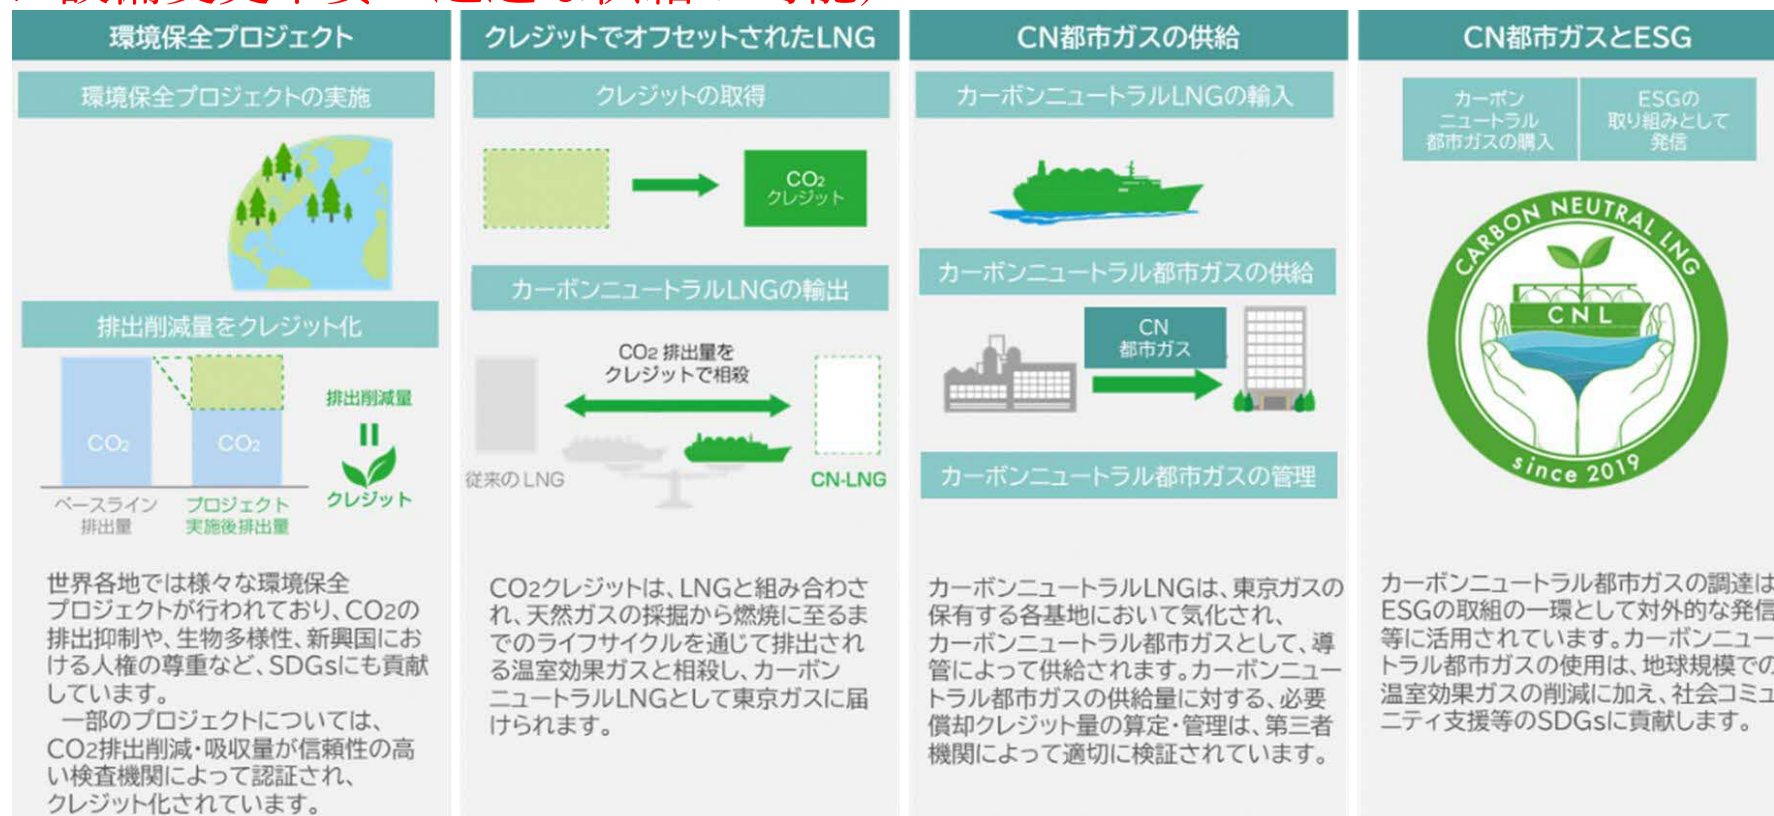 環境保全プロジェクト
環境保全プロジェクトの実施
排出削減量をクレジット化
CO2
CO2
排出削減量
クレジット
ベースライン
排出量
プロジェクト
実施後排出量
世界各地では様々な環境保全
プロジェクトが行われており、CO2の
排出抑制や、生物多様性、新興国にお
ける人権の尊重など、SDGsにも貢献
しています。
一部のプロジェクトについては、
CO2排出削減・吸収量が信頼性の高
い検査機関によって認証され、
クレジット化されています。
クレジットでオフセットされたLNG
クレジットの取得
CO2
クレジット
カーボンニュートラルLNGの輸出
CO2 排出量を
クレジットで相殺
従来のLNG
CN-LNG
CO2クレジットは、LNGと組み合わさ
れ、天然ガスの採掘から燃焼に至るま
でのライフサイクルを通じて排出され
る温室効果ガスと相殺し、カーボン
ニュートラルLNGとして東京ガスに届
けられます。
CN都市ガスの供給
カーボンニュートラルLNGの輸入
カーボンニュートラル都市ガスの供給
CN
都市ガス
カーボンニュートラル都市ガスの管理
カーボンニュートラルLNGは、東京ガスの
保有する各基地において気化され、
カーボンニュートラル都市ガスとして、導
管によって供給されます。カーボンニュー
トラル都市ガスの供給量に対する、必要
償却クレジット量の算定・管理は、第三者
機関によって適切に検証されています。
CN都市ガスとESG
カーボン
ニュートラル
都市ガスの購入
ESGの
取り組みとして
発信
CARBON NEUTRAL LNG
CNL
since 2019
カーボンニュートラル都市ガスの調達は
ESGの取組の一環として対外的な発信
等に活用されています。カーボンニュー
トラル都市ガスの使用は、地球規模での
温室効果ガスの削減に加え、社会コミュ
ニティ支援等のSDGsに貢献します。